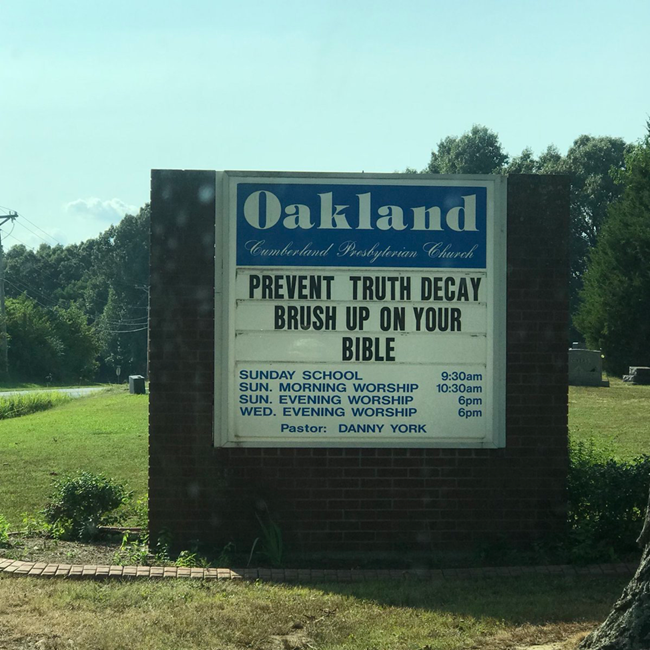 Oakland
Cumberland Presbyterian Church
PREVENT TRUTH DECAY
BRUSH UP ON YOUR
BIBLE
SUNDAY SCHOOL 9:30am
SUN. MORNING WORSHIP 10:30am
SUN. EVENING WORSHIP 6pm
WED. EVENING WORSHIP 6pm
Pastor: DANNY YORK